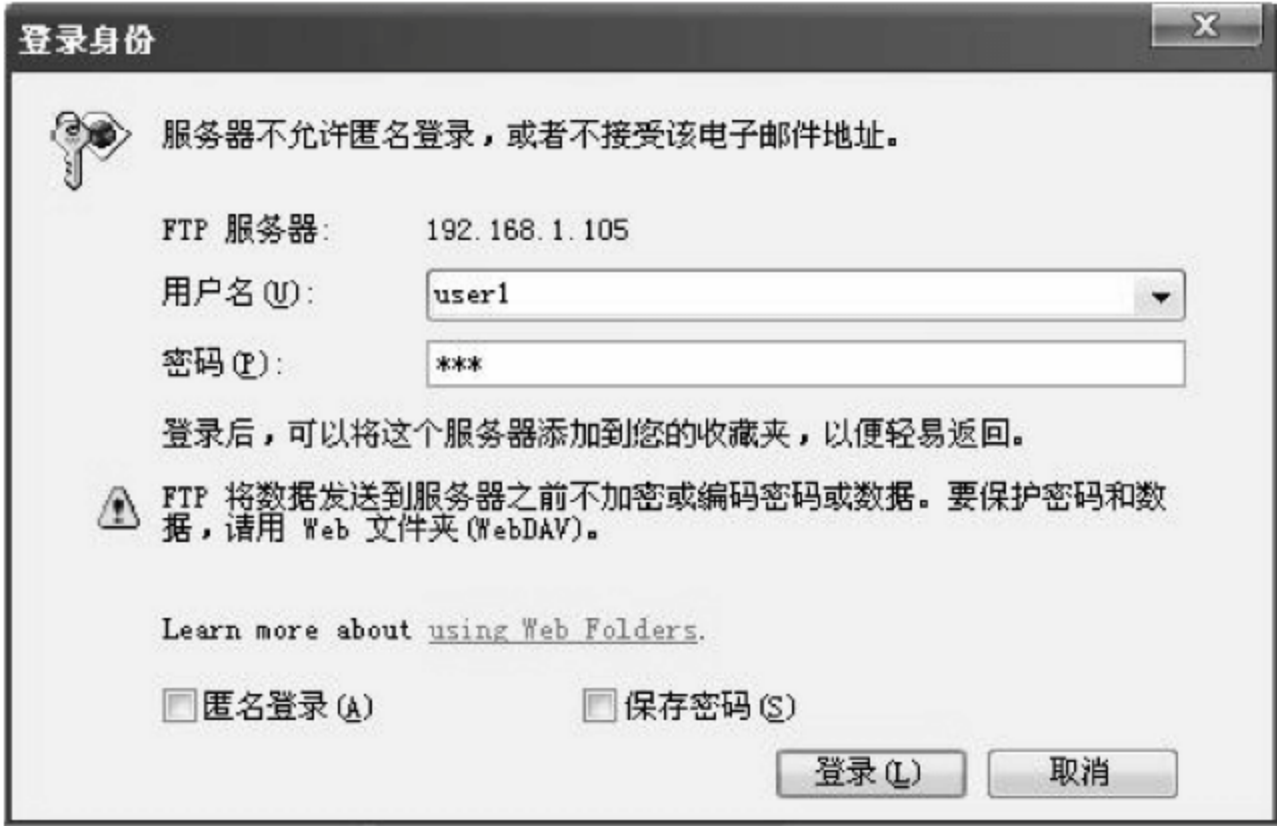 登录身份
服务器不允许匿名登录，或者不接受该电子邮件地址。
FTP 服务器: 192.168.1.105
用户名(U): user1
密码(P): ***
登录后，可以将这个服务器添加到您的收藏夹，以便轻易返回。
FTP 将数据发送到服务器之前不加密或编码密码或数据。要保护密码和数
据，请用 Web 文件夹(WebDAV)。
Learn more about using Web Folders.
匿名登录(A) 保存密码(S)
登录(L) 取消